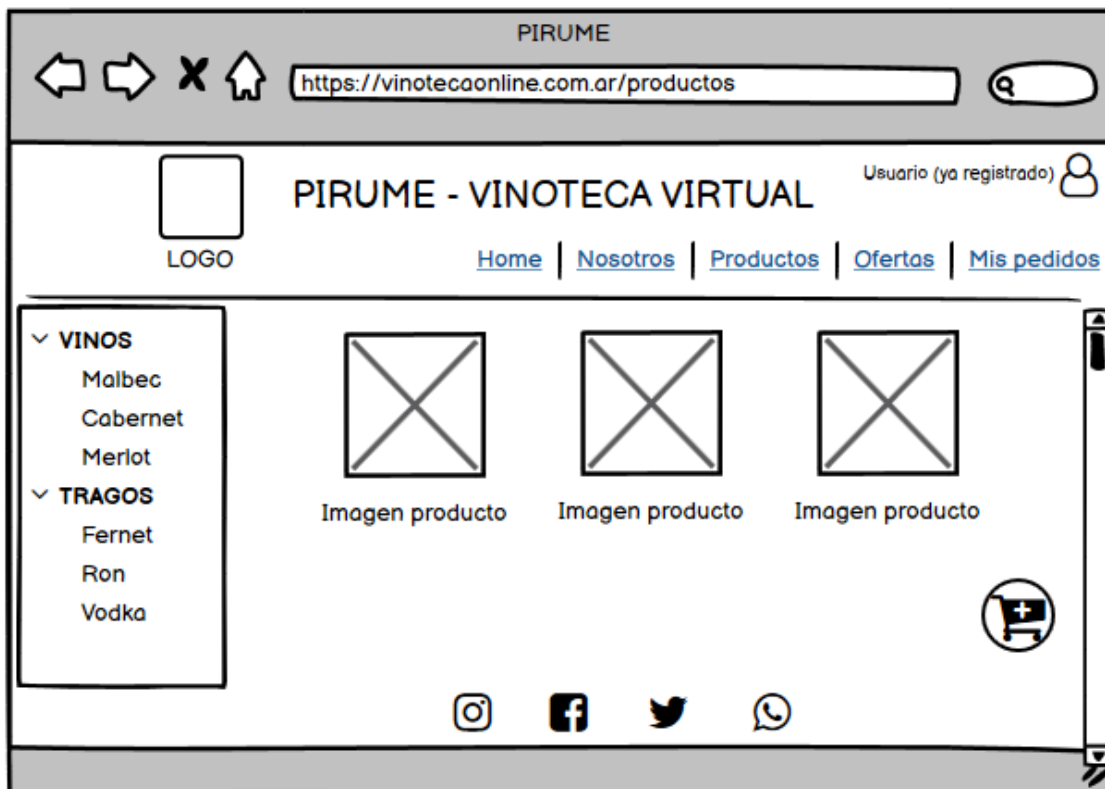 PIRUME
https://vinotecaonline.com.ar/productos
Usuario (ya registrado)
PIRUME - VINOTECA VIRTUAL
LOGO
Home | Nosotros | Productos | Ofertas | Mis pedidos
VINOS
Malbec
Cabernet
Merlot
TRAGOS
Fernet
Ron
Vodka
Imagen producto Imagen producto Imagen producto